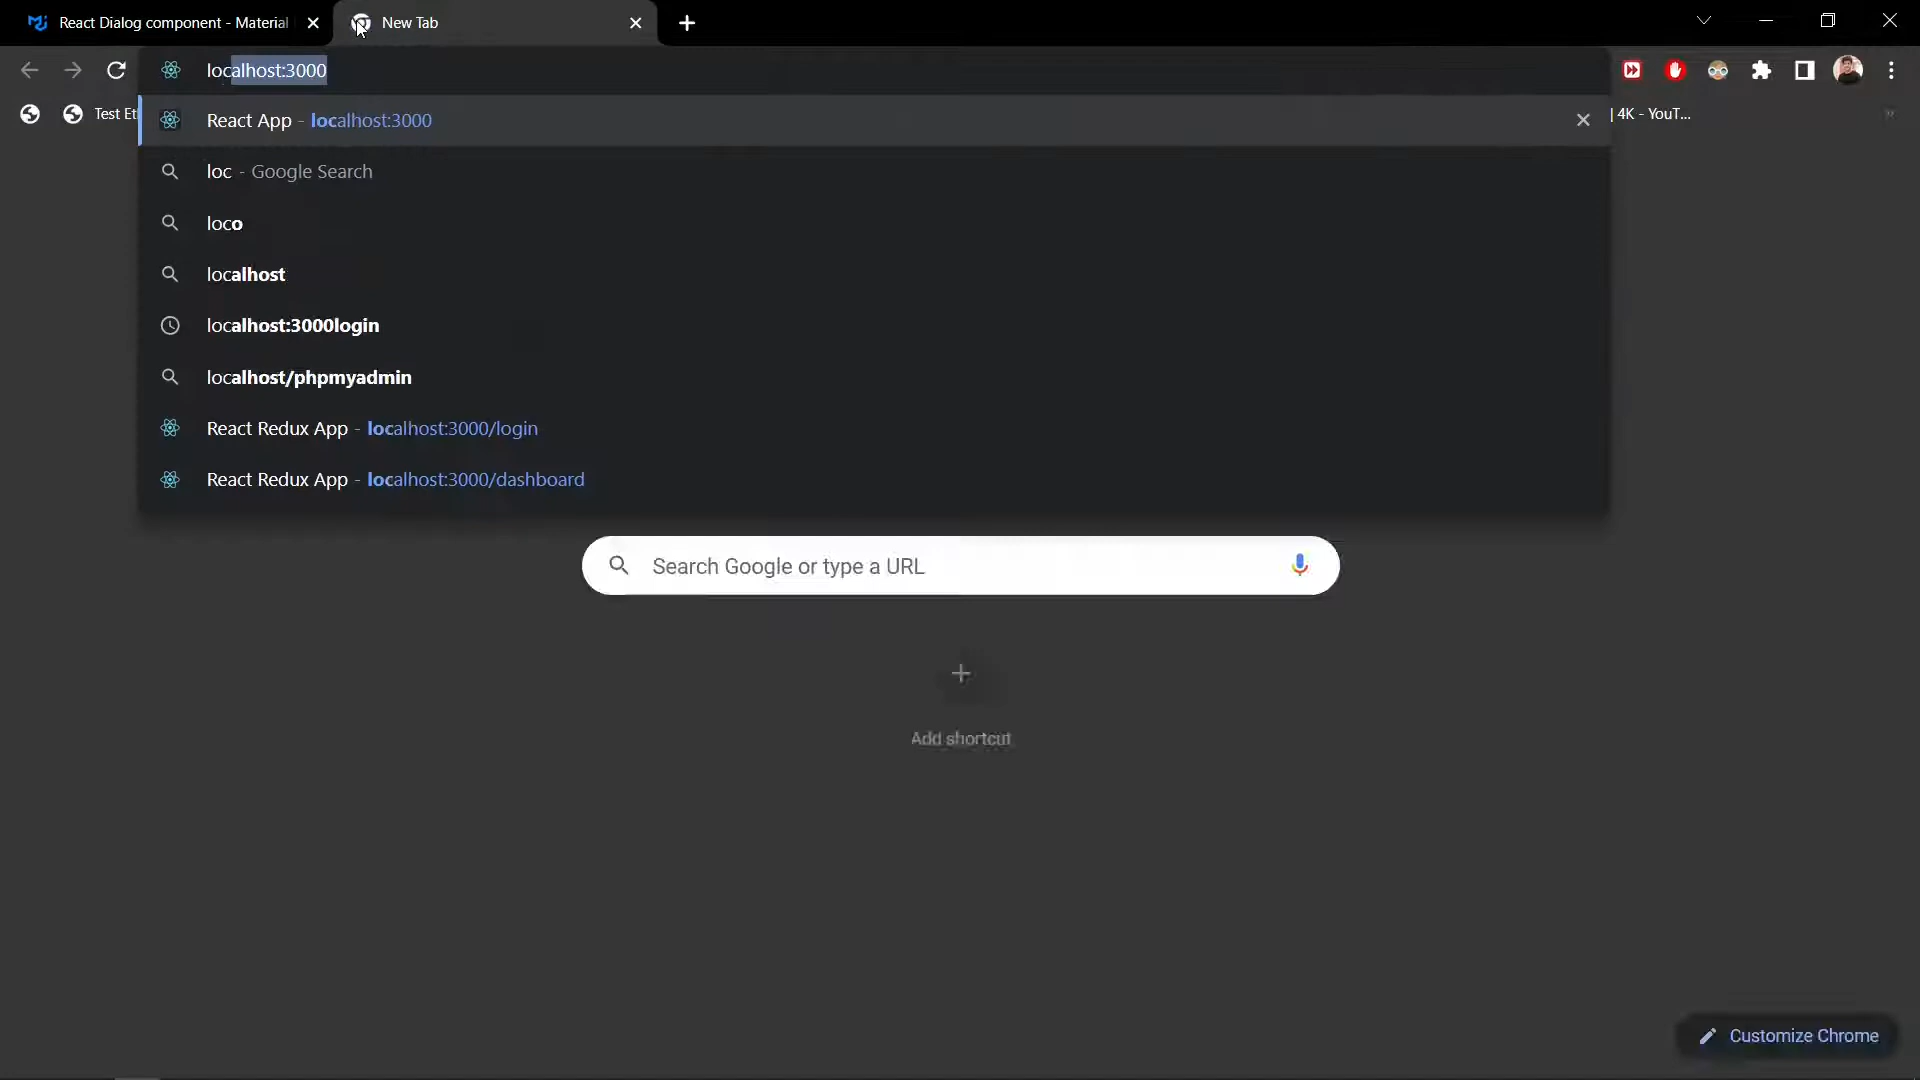 React Dialog component - Material
New Tab
localhost:3000
Test Et
| 4K - YouT...
React App - localhost:3000
loc - Google Search
loco
localhost
localhost:3000login
localhost/phpmyadmin
React Redux App - localhost:3000/login
React Redux App - localhost:3000/dashboard
Search Google or type a URL
Add shortcut
Customize Chrome